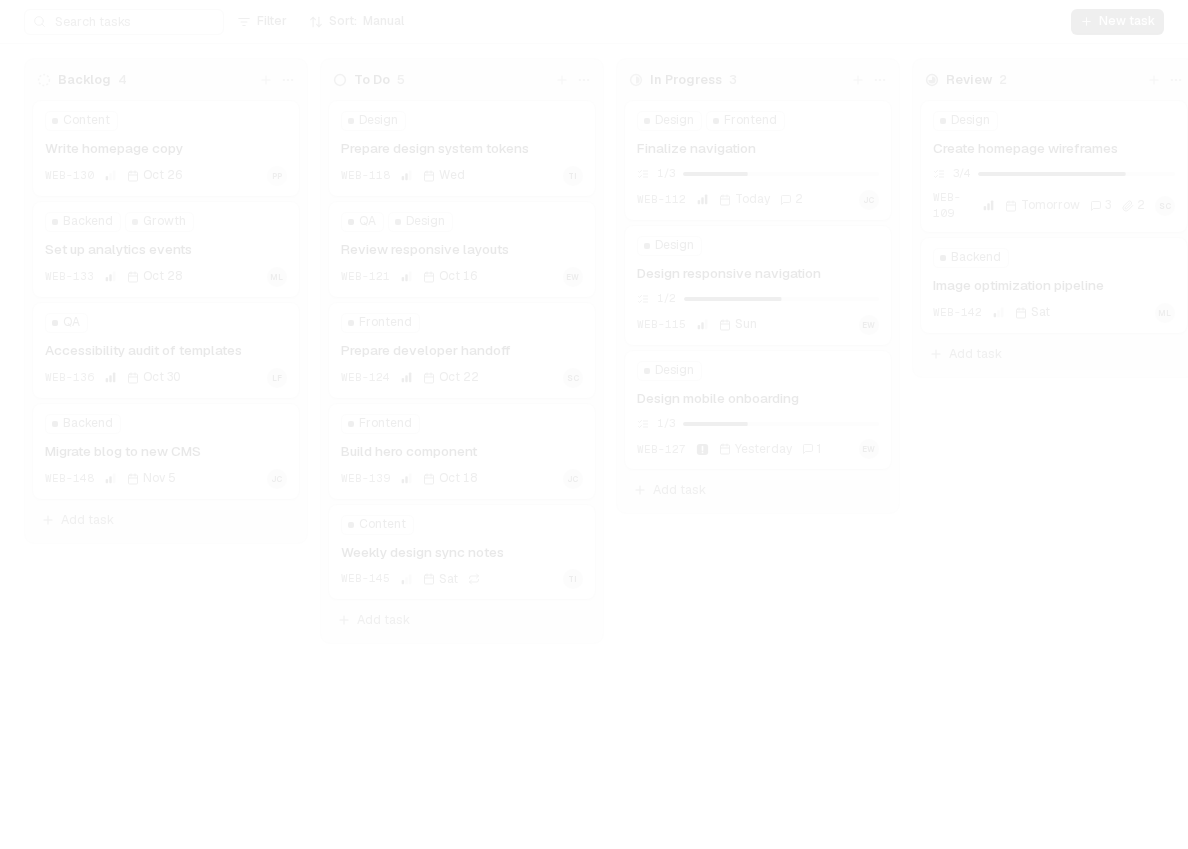 Search tasks
Filter
Sort: Manual
New task
Backlog 4
Content
Write homepage copy
WEB-130 Oct 26 PP
Backend Growth
Set up analytics events
WEB-133 Oct 28 ML
QA
Accessibility audit of templates
WEB-136 Oct 30 LF
Backend
Migrate blog to new CMS
WEB-148 Nov 5 JC
Add task
To Do 5
Design
Prepare design system tokens
WEB-118 Wed TI
QA Design
Review responsive layouts
WEB-121 Oct 16 EW
Frontend
Prepare developer handoff
WEB-124 Oct 22 SC
Frontend
Build hero component
WEB-139 Oct 18 JC
Content
Weekly design sync notes
WEB-145 Sat TI
Add task
In Progress 3
Design Frontend
Finalize navigation
1/3
WEB-112 Today 2 JC
Design
Design responsive navigation
1/2
WEB-115 Sun EW
Design
Design mobile onboarding
1/3
WEB-127 Yesterday 1 EW
Add task
Review 2
Design
Create homepage wireframes
3/4
WEB-
109 Tomorrow 3 2 SC
Backend
Image optimization pipeline
WEB-142 Sat ML
Add task